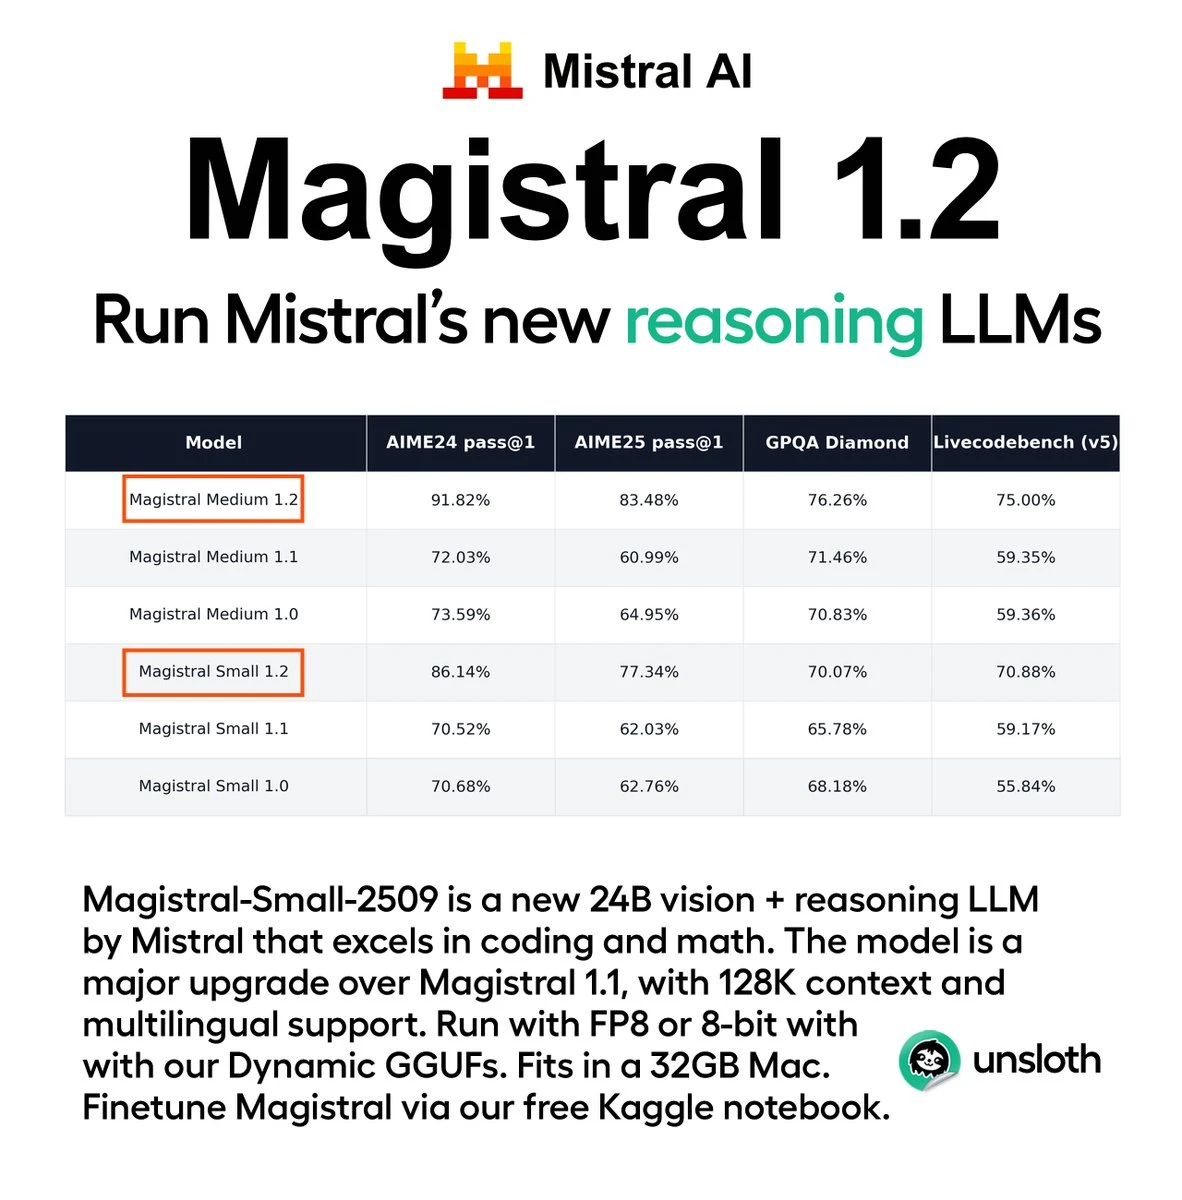 Mistral AI
Magistral 1.2
Run Mistral's new reasoning LLMs
Model AIME24 pass@1 AIME25 pass@1 GPQA Diamond Livecodebench (v5)
Magistral Medium 1.2 91.82% 83.48% 76.26% 75.00%
Magistral Medium 1.1 72.03% 60.99% 71.46% 59.35%
Magistral Medium 1.0 73.59% 64.95% 70.83% 59.36%
Magistral Small 1.2 86.14% 77.34% 70.07% 70.88%
Magistral Small 1.1 70.52% 62.03% 65.78% 59.17%
Magistral Small 1.0 70.68% 62.76% 68.18% 55.84%
Magistral-Small-2509 is a new 24B vision + reasoning LLM
by Mistral that excels in coding and math. The model is a
major upgrade over Magistral 1.1, with 128K context and
multilingual support. Run with FP8 or 8-bit with
with our Dynamic GGUFs. Fits in a 32GB Mac.
Finetune Magistral via our free Kaggle notebook.
unsloth